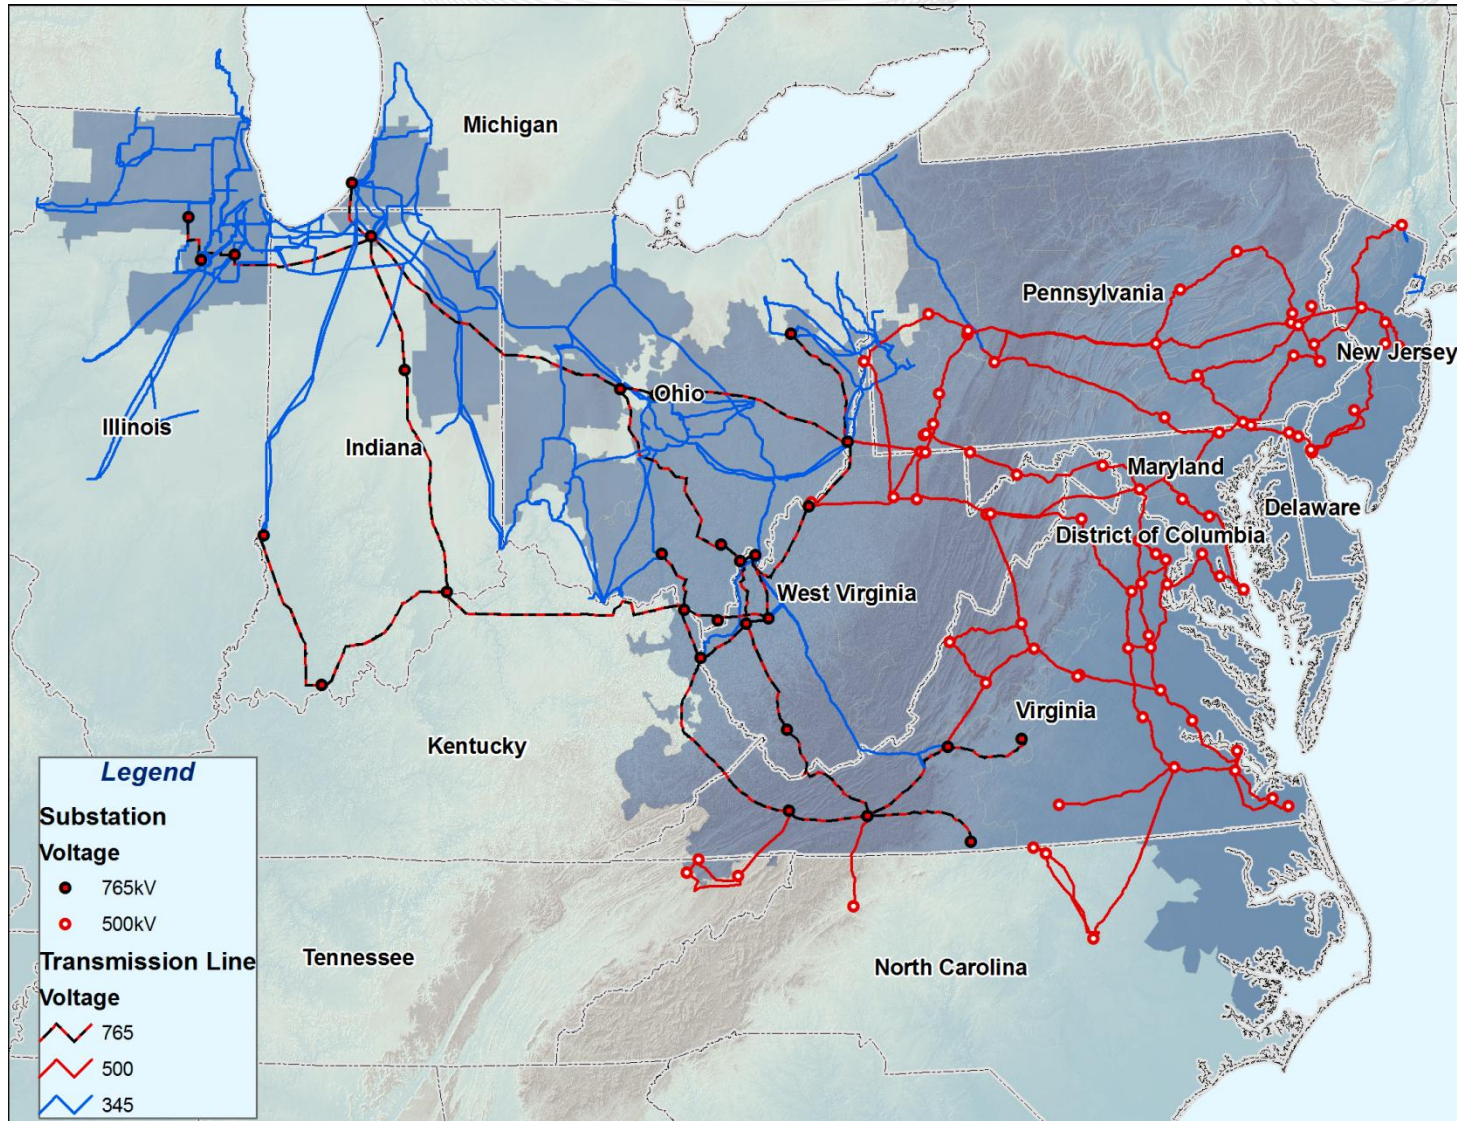 Michigan
Pennsylvania
New Jersey
Ohio
Illinois
Indiana
Maryland
Delaware
District of Columbia
West Virginia
Virginia
Kentucky
Tennessee
North Carolina
Legend
Substation
Voltage
765kV
500kV
Transmission Line
Voltage
765
500
345